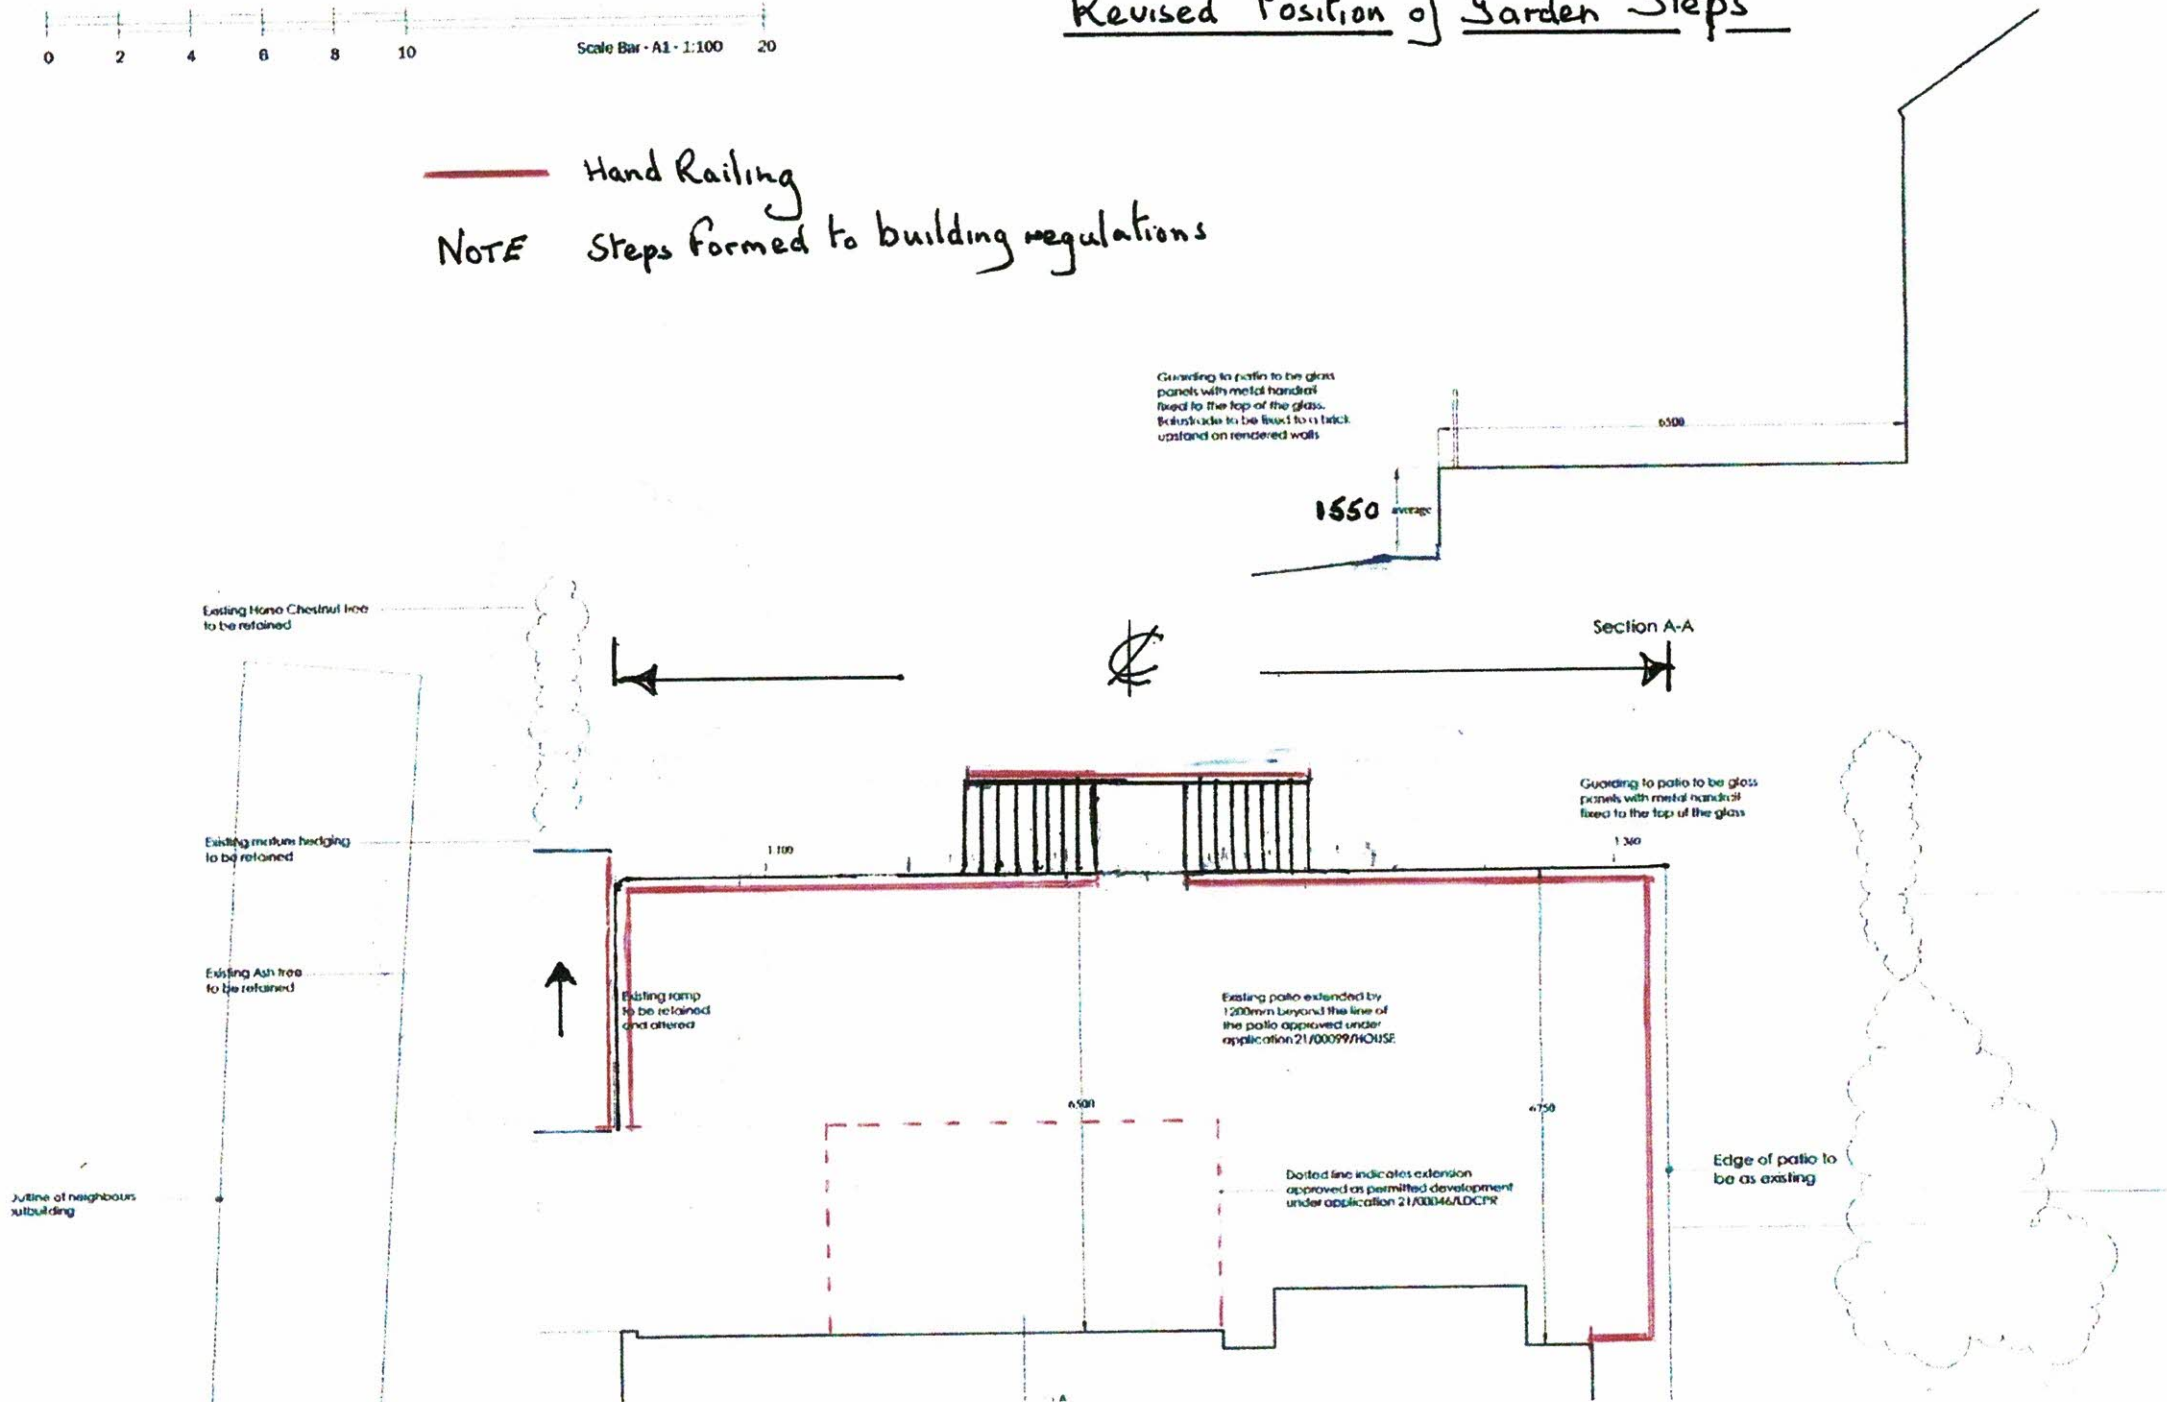 Revised Position of Garden Steps
0 2 4 6 8 10 Scale Bar - A1 - 1:100 20
Hand Railing
NOTE Steps formed to building regulations
Guarding to patio to be glass
panels with metal handrail
fixed to the top of the glass.
Balustrade to be fixed to a brick
upstand on rendered walls
6500
1550 average
Section A-A
Existing Horse Chestnut tree
to be retained
Guarding to patio to be glass
panels with metal handrail
fixed to the top of the glass
Existing mature hedging
to be retained
1:100
Existing Ash tree
to be retained
Existing ramp
to be retained
and altered
Existing patio extended by
1200mm beyond the line of
the patio approved under
application 21/00099/HOUSE
6500
6750
Dotted line indicates extension
approved as permitted development
under application 21/00046/LDCPR
Edge of patio to
be as existing
Outline of neighbours
outbuilding
A